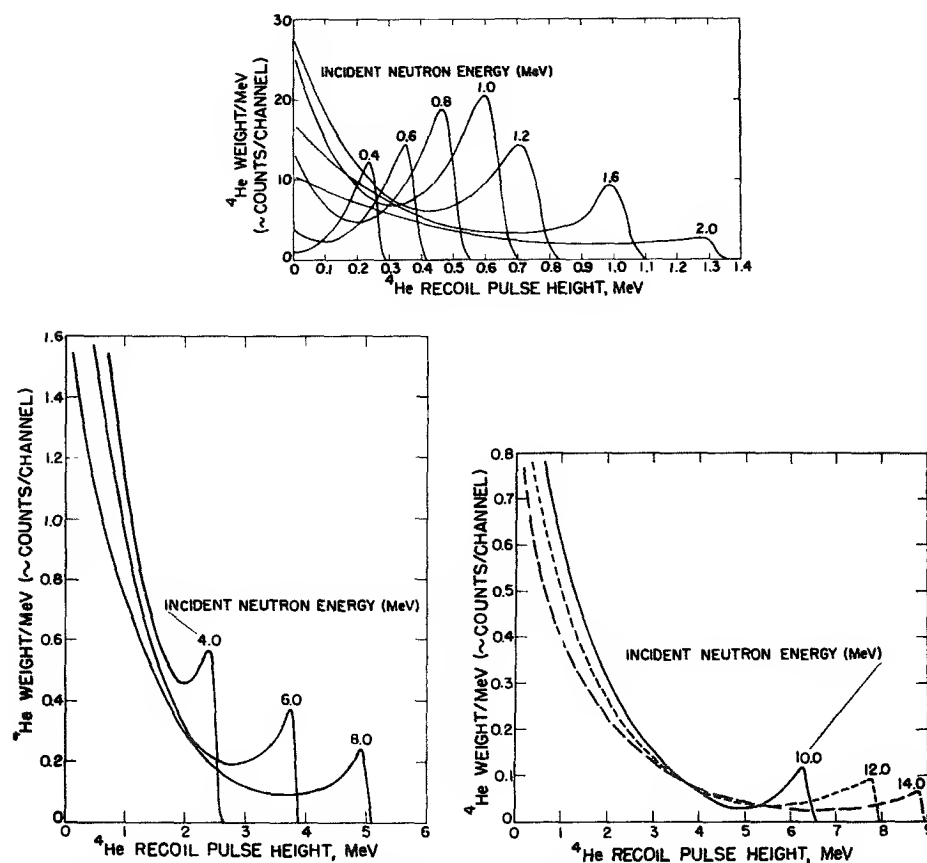 30
20
10
0
⁴He WEIGHT/MeV
(~COUNTS/CHANNEL)
INCIDENT NEUTRON ENERGY (MeV)
0.4
0.6
0.8
1.0
1.2
1.6
2.0
0 0.1 0.2 0.3 0.4 0.5 0.6 0.7 0.8 0.9 1.0 1.1 1.2 1.3 1.4
⁴He RECOIL PULSE HEIGHT, MeV
1.6
1.4
1.2
1.0
0.8
0.6
0.4
0.2
0
⁴He WEIGHT/MeV (~COUNTS/CHANNEL)
INCIDENT NEUTRON ENERGY (MeV)
4.0
6.0
8.0
0 1 2 3 4 5 6
⁴He RECOIL PULSE HEIGHT, MeV
0.8
0.7
0.6
0.5
0.4
0.3
0.2
0.1
0
⁴He WEIGHT/MeV (~COUNTS/CHANNEL)
INCIDENT NEUTRON ENERGY (MeV)
10.0
12.0
14.0
0 1 2 3 4 5 6 7 8 9
⁴He RECOIL PULSE HEIGHT, MeV